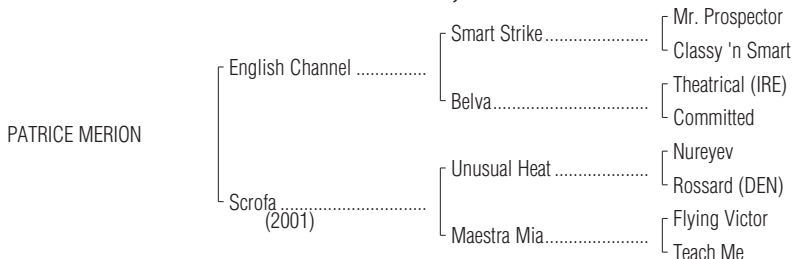 Mr. Prospector
Smart Strike.......................
Classy 'n Smart
English Channel ...............
Theatrical (IRE)
Belva..................................
Committed
PATRICE MERION
Nureyev
Unusual Heat .....................
Rossard (DEN)
Scrofa ................................
(2001)
Flying Victor
Maestra Mia.......................
Teach Me